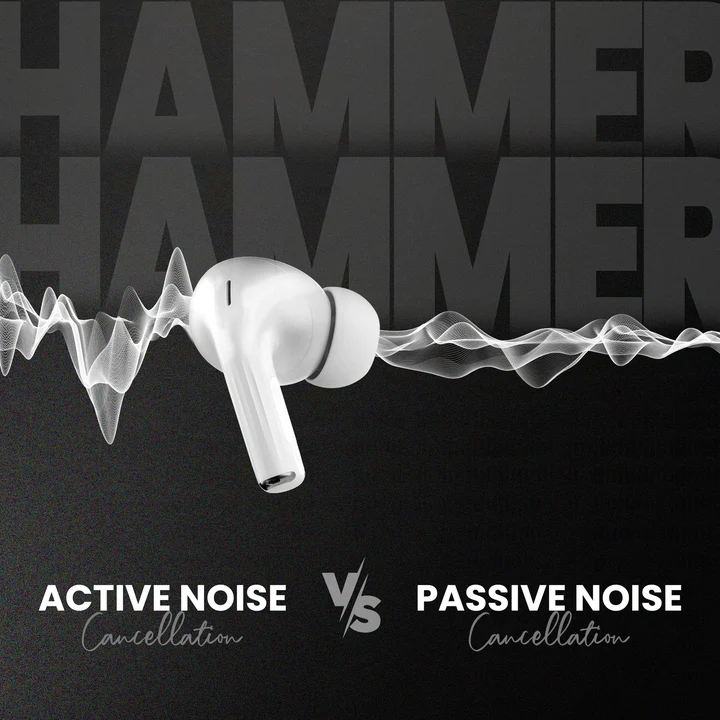 HAMMER
HAMMER
ACTIVE NOISE
Cancellation
VS
PASSIVE NOISE
Cancellation